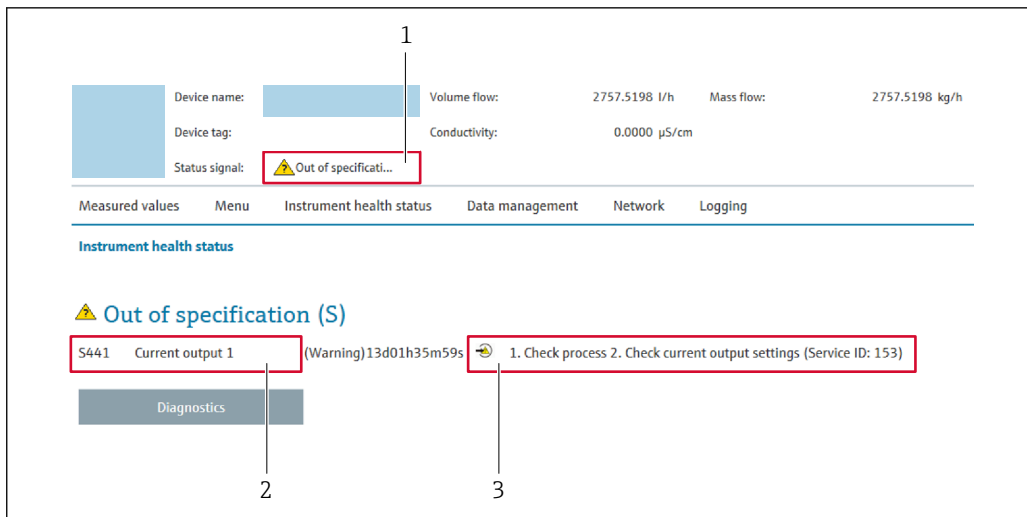 1
Device name: Volume flow: 2757.5198 l/h Mass flow: 2757.5198 kg/h
Device tag: Conductivity: 0.0000 µS/cm
Status signal: Out of specificati...
Measured values Menu Instrument health status Data management Network Logging
Instrument health status
Out of specification (S)
S441 Current output 1 (Warning)13d01h35m59s 1. Check process 2. Check current output settings (Service ID: 153)
Diagnostics
2 3